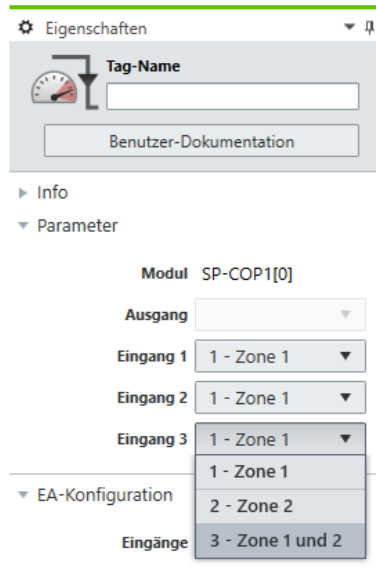 Eigenschaften
Tag-Name
Benutzer-Dokumentation
Info
Parameter
Modul SP-COP1[0]
Ausgang
Eingang 1 1 - Zone 1
Eingang 2 1 - Zone 1
Eingang 3 1 - Zone 1
1 - Zone 1
EA-Konfiguration
2 - Zone 2
Eingänge 3 - Zone 1 und 2